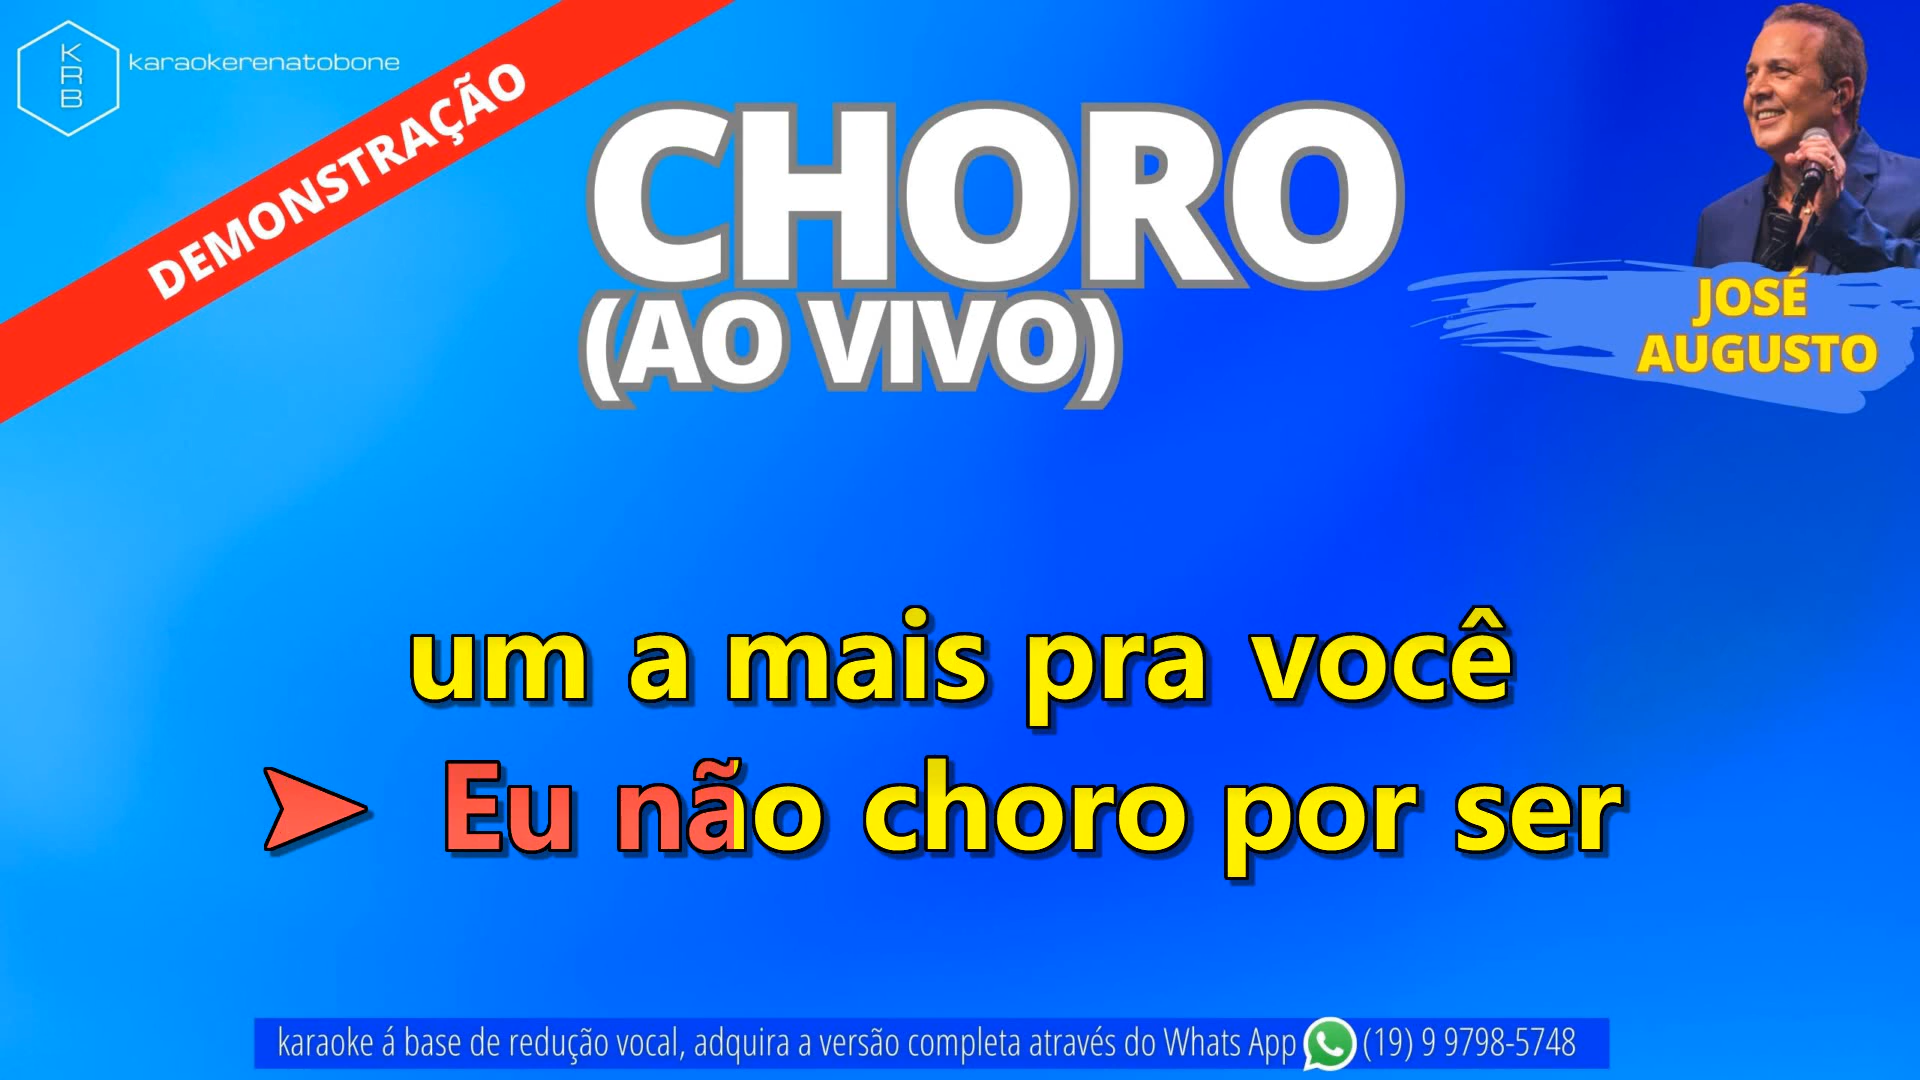 KRB
karaokerenatobone
DEMONSTRAÇÃO
CHORO
(AO VIVO)
JOSÉ
AUGUSTO
um a mais pra você
Eu não choro por ser
karaoke á base de redução vocal, adquira a versão completa através do Whats App (19) 9 9798-5748